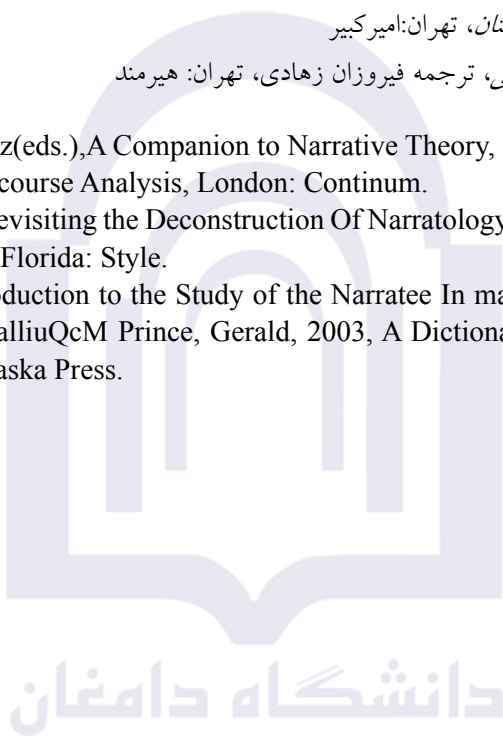 تان، تهران:امیرکبیر
ی، ترجمه فیروزان زهادی، تهران: هیرمند
z(eds.),A Companion to Narrative Theory,
course Analysis, London: Continum.
evisiting the Deconstruction Of Narratology
Florida: Style.
oduction to the Study of the Narratee In ma
alliuQcM Prince, Gerald, 2003, A Dictiona
aska Press.
دانشگاه دامغان